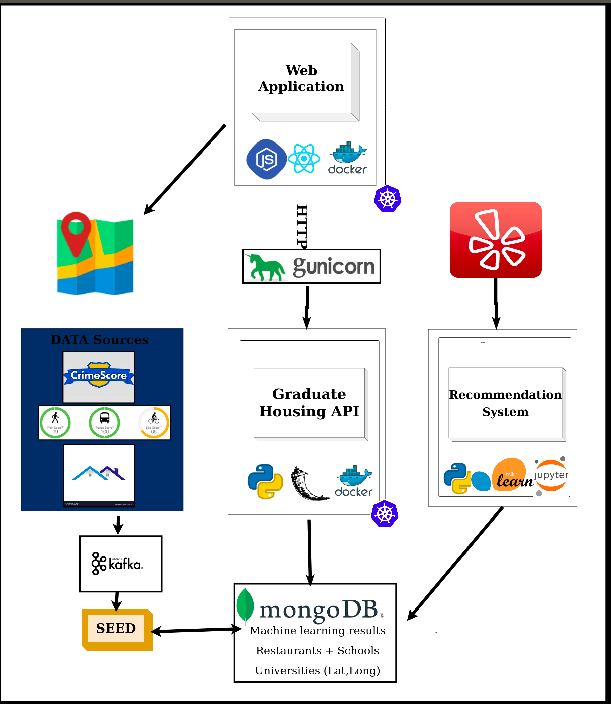 Web
Application
JS
docker
HTTP
gunicorn
DATA Sources
CrimeScore
Graduate
Housing API
docker
Recommendation
System
learn
jupyter
kafka
SEED
mongoDB
Machine learning results
Restaurants + Schools
Universities (Lat,Long)